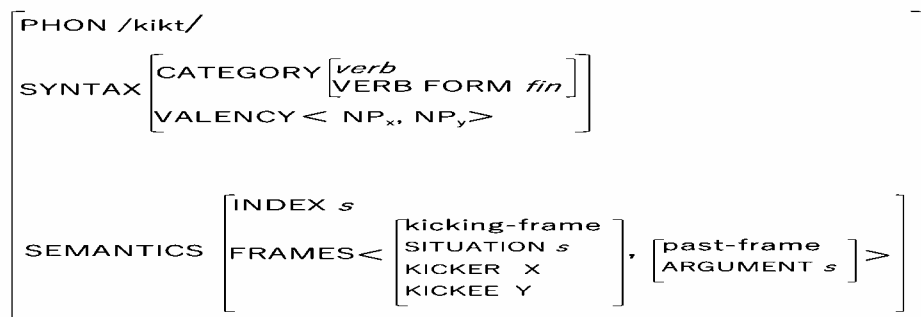 PHON /kikt/
CATEGORY verb
SYNTAX VERB FORM fin
VALENCY < NPx, NPy>
INDEX s
kicking-frame
SEMANTICS FRAMES< SITUATION s , past-frame >
KICKER X ARGUMENT s
KICKEE Y